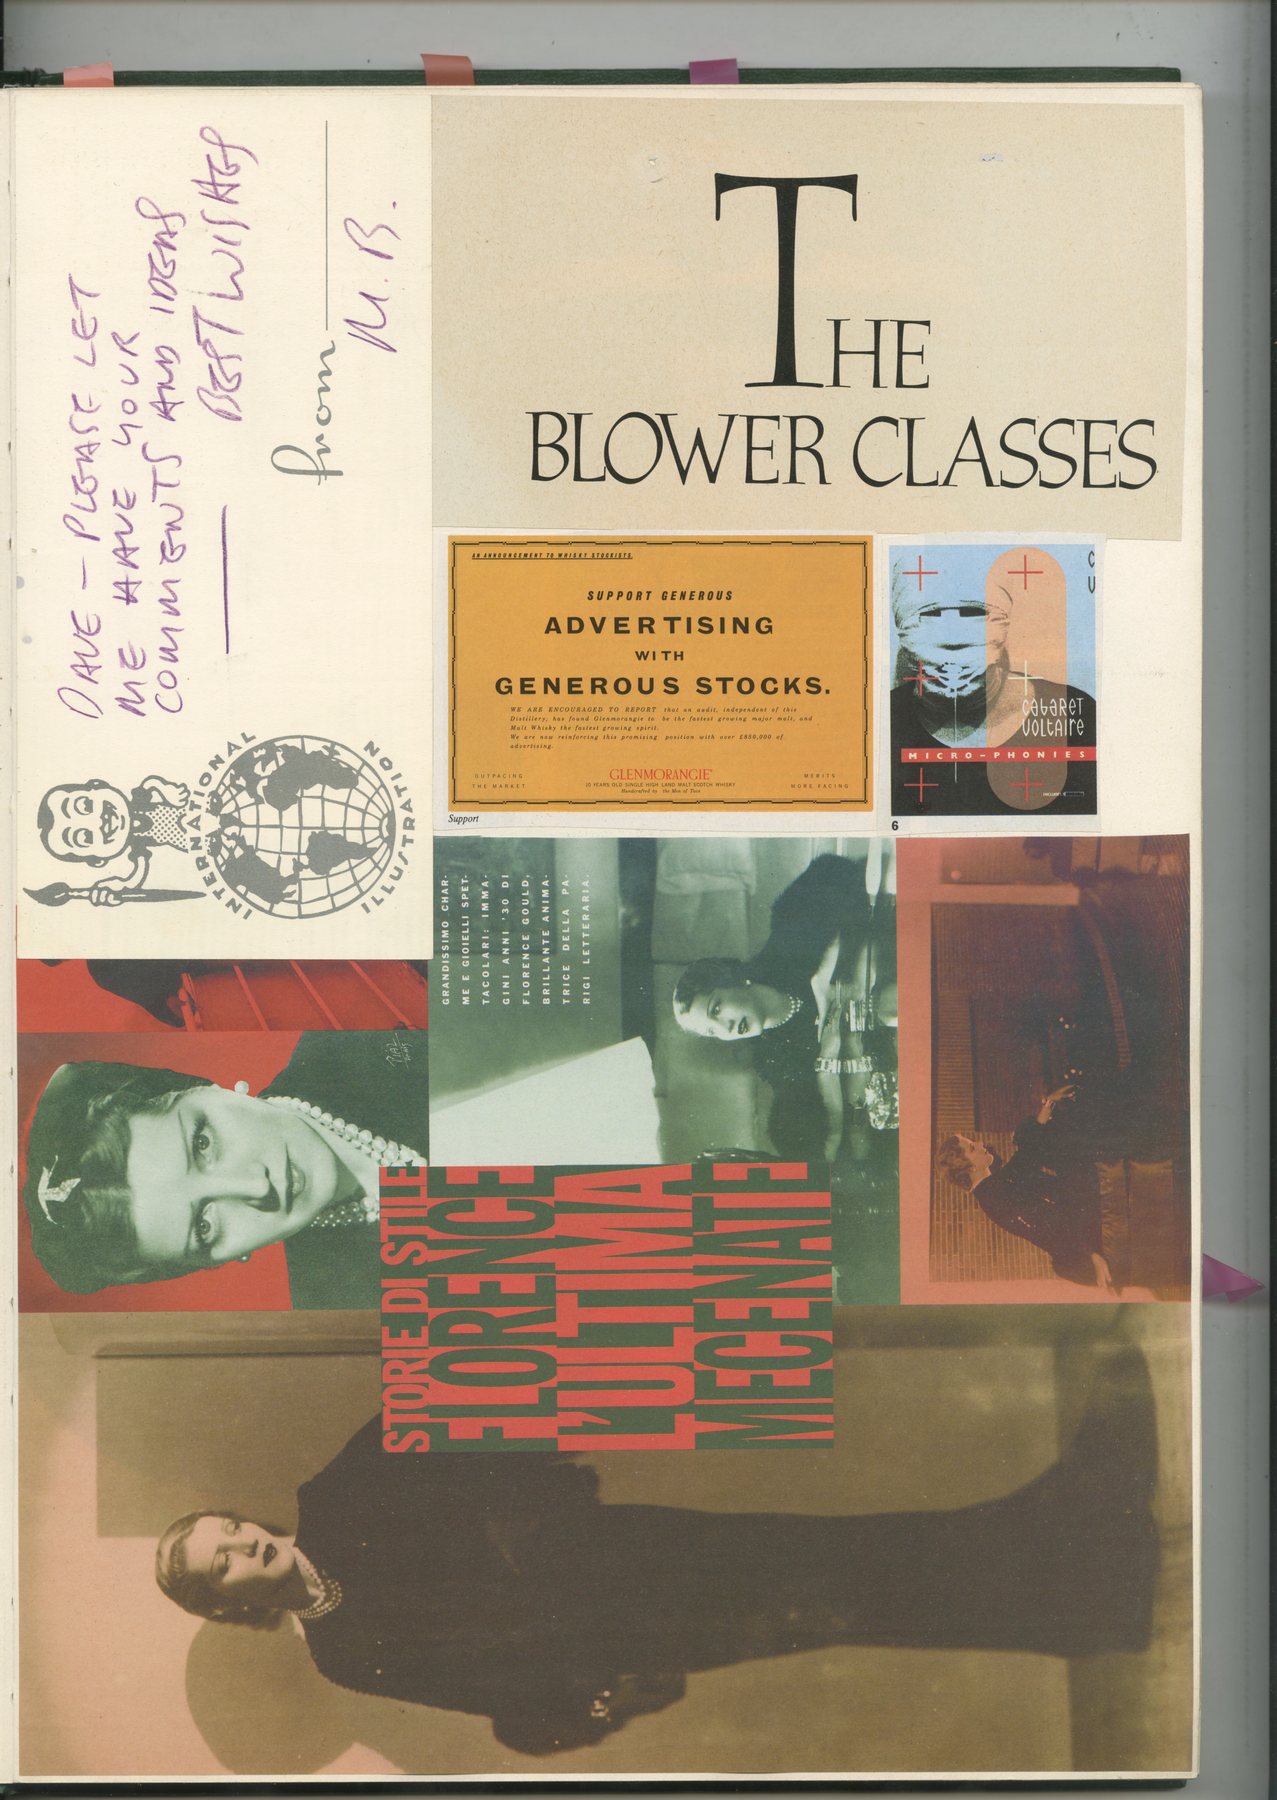 DAVE — PLEASE LET
ME HAVE YOUR
COMMENTS AND IDEAS
BEST WISHES
from
M.B.
INTERNATIONAL
ILLUSTRATION
THE
BLOWER CLASSES
AN ANNOUNCEMENT TO WHISKY STOCKISTS.
SUPPORT GENEROUS
ADVERTISING
WITH
GENEROUS STOCKS.
WE ARE ENCOURAGED TO REPORT that an audit, independent of this
Distillery, has found Glenmorangie to be the fastest growing major malt, and
Malt Whisky the fastest growing spirit.
We are now reinforcing this promising position with over £850,000 of
advertising.
OUTPACING
THE MARKET
GLENMORANGIE
10 YEARS OLD SINGLE HIGHLAND MALT SCOTCH WHISKY
Handcrafted by the Men of Tain
MERITS
MORE FACING
Support
CABARET
VOLTAIRE
MICRO-PHONIES
6
GRANDISSIMO CHAR-
ME E GIOIELLI SPET-
TACOLARI: IMMA-
GINI ANNI '30 DI
FLORENCE GOULD,
BRILLANTE ANIMA-
TRICE DELLA PA-
RIGI LETTERARIA.
STORIE DI STILE
FLORENCE
L'ULTIMA
MECENATE